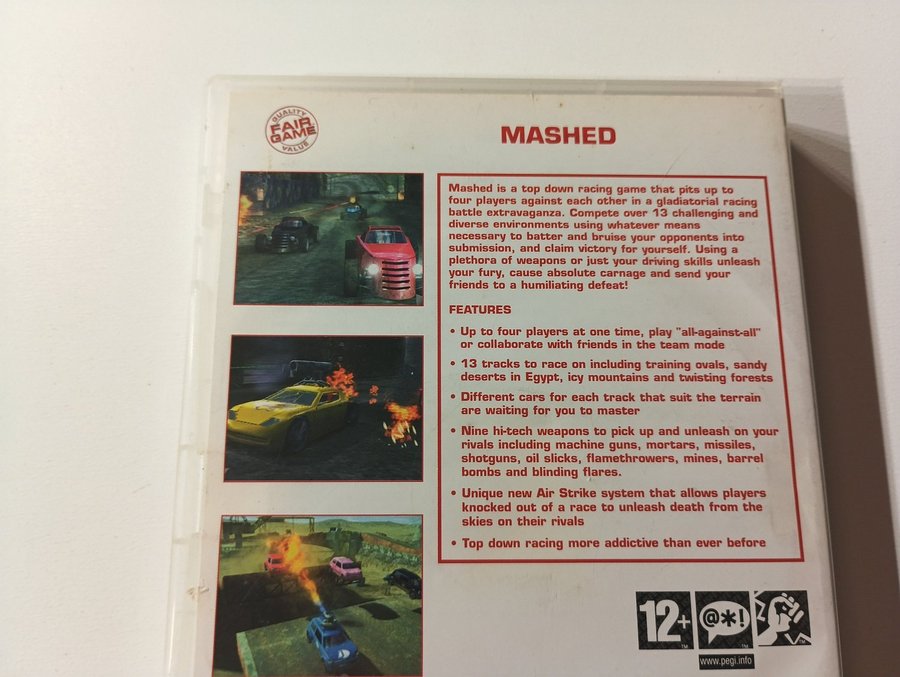 QUALITY
FAIR
GAME
VALUE
MASHED
Mashed is a top down racing game that pits up to
four players against each other in a gladiatorial racing
battle extravaganza. Compete over 13 challenging and
diverse environments using whatever means
necessary to batter and bruise your opponents into
submission, and claim victory for yourself. Using a
plethora of weapons or just your driving skills unleash
your fury, cause absolute carnage and send your
friends to a humiliating defeat!
FEATURES
• Up to four players at one time, play "all-against-all"
or collaborate with friends in the team mode
• 13 tracks to race on including training ovals, sandy
deserts in Egypt, icy mountains and twisting forests
• Different cars for each track that suit the terrain
are waiting for you to master
• Nine hi-tech weapons to pick up and unleash on your
rivals including machine guns, mortars, missiles,
shotguns, oil slicks, flamethrowers, mines, barrel
bombs and blinding flares.
• Unique new Air Strike system that allows players
knocked out of a race to unleash death from the
skies on their rivals
• Top down racing more addictive than ever before
12+ ™ @*! ™ ™
www.pegi.info